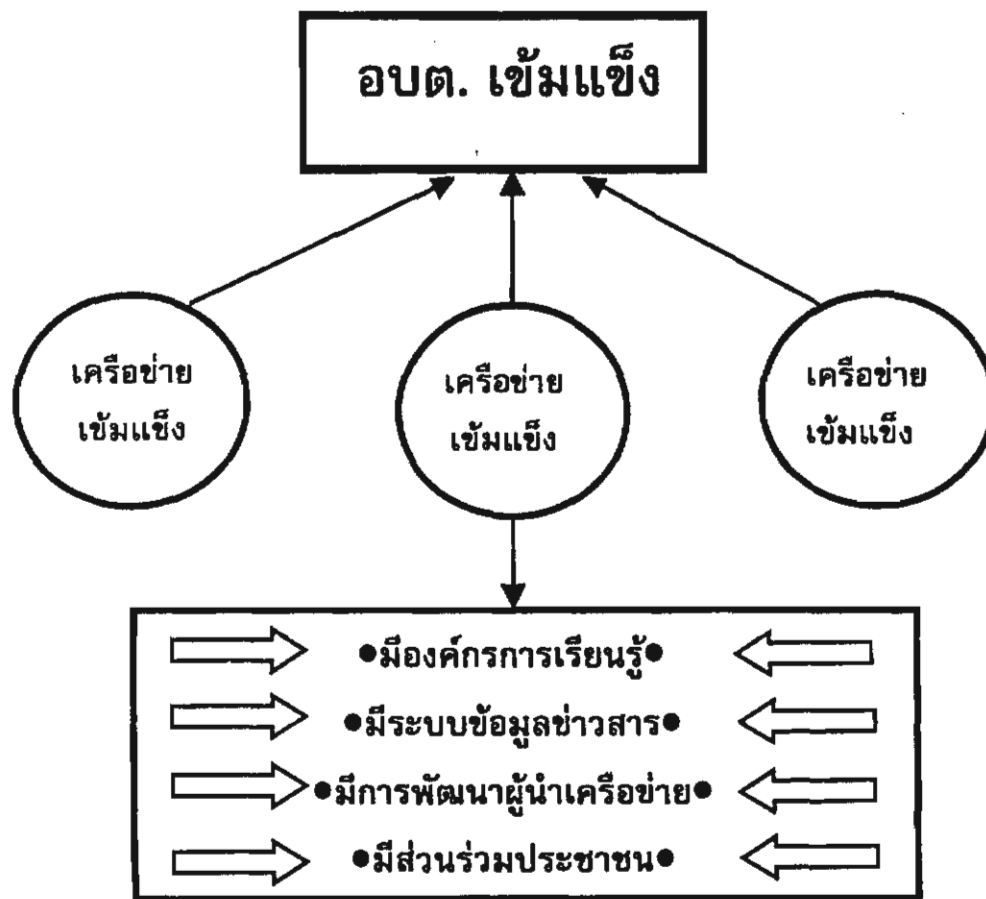 อบต. เข้มแข็ง
เครือข่าย
เข้มแข็ง
เครือข่าย
เข้มแข็ง
เครือข่าย
เข้มแข็ง
●มีองค์กรการเรียนรู้●
●มีระบบข้อมูลข่าวสาร●
●มีการพัฒนาผู้นำเครือข่าย●
●มีส่วนร่วมประชาชน●